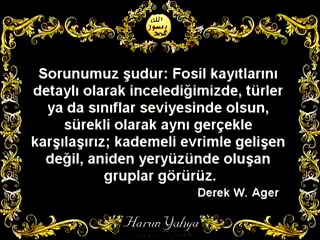 Sorunumuz şudur: Fosil kayıtlarını
detaylı olarak incelediğimizde, türler
ya da sınıflar seviyesinde olsun,
sürekli olarak aynı gerçekle
karşılaşırız; kademeli evrimle gelişen
değil, aniden yeryüzünde oluşan
gruplar görürüz.
Derek W. Ager
Harun Yahya